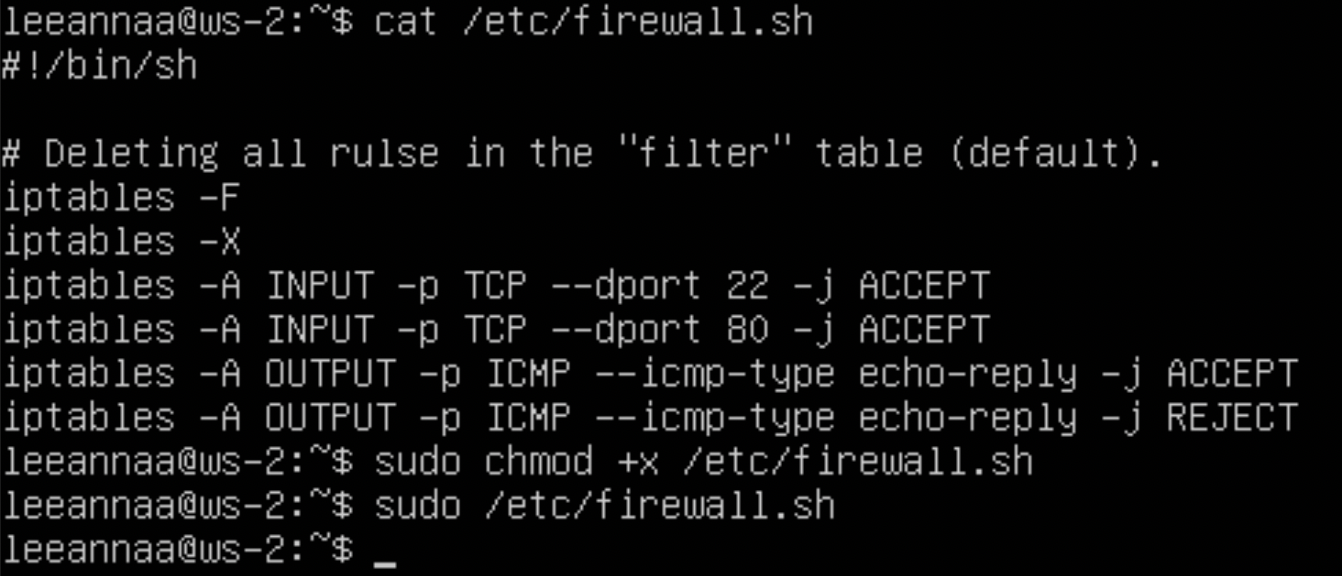 leeannaa@ws-2:~$ cat /etc/firewall.sh
#!/bin/sh
# Deleting all rulse in the "filter" table (default).
iptables -F
iptables -X
iptables -A INPUT -p TCP --dport 22 -j ACCEPT
iptables -A INPUT -p TCP --dport 80 -j ACCEPT
iptables -A OUTPUT -p ICMP --icmp-type echo-reply -j ACCEPT
iptables -A OUTPUT -p ICMP --icmp-type echo-reply -j REJECT
leeannaa@ws-2:~$ sudo chmod +x /etc/firewall.sh
leeannaa@ws-2:~$ sudo /etc/firewall.sh
leeannaa@ws-2:~$ _